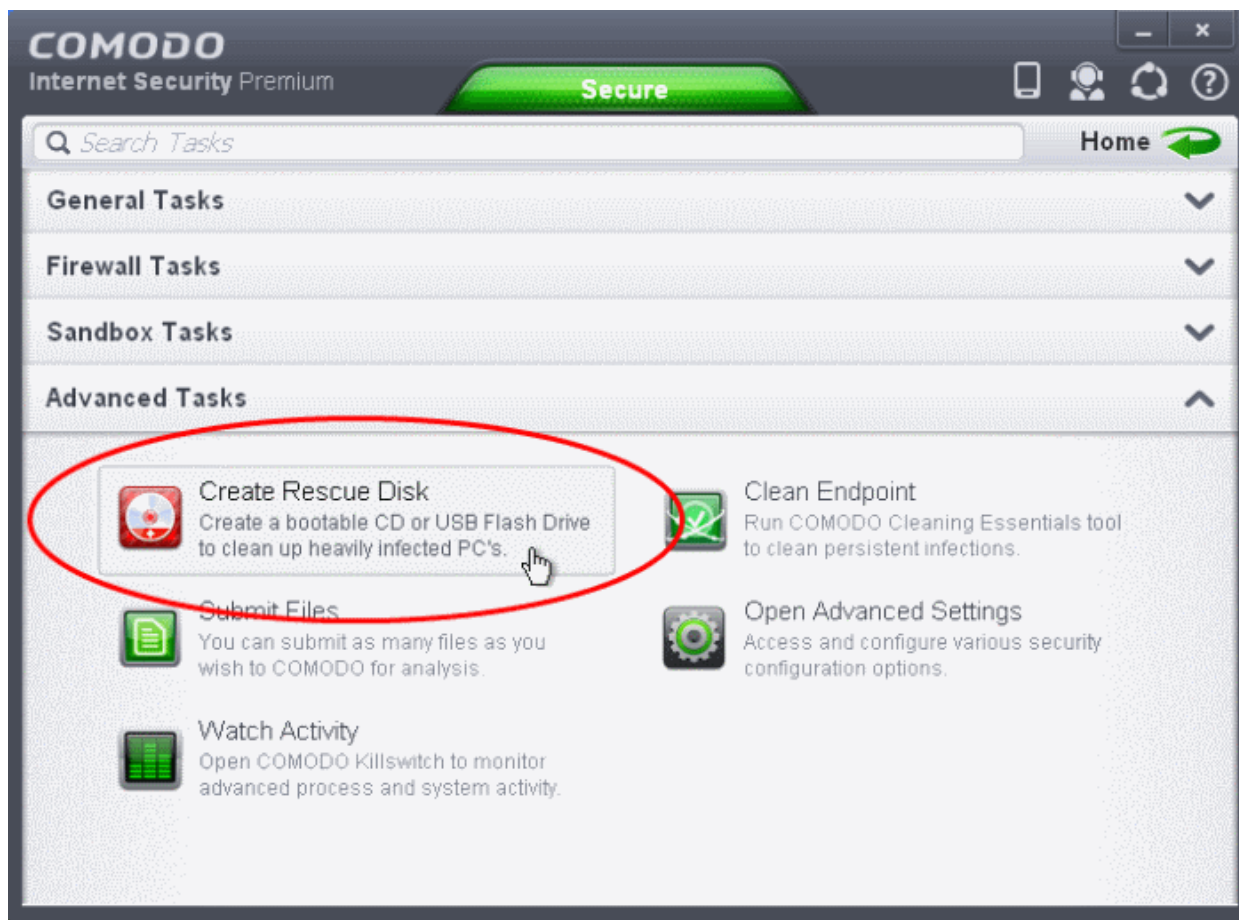 COMODO
Internet Security Premium
Secure
Search Tasks
Home
General Tasks
Firewall Tasks
Sandbox Tasks
Advanced Tasks
Create Rescue Disk
Create a bootable CD or USB Flash Drive
to clean up heavily infected PC's.
Clean Endpoint
Run COMODO Cleaning Essentials tool
to clean persistent infections.
Submit Files
You can submit as many files as you
wish to COMODO for analysis.
Open Advanced Settings
Access and configure various security
configuration options.
Watch Activity
Open COMODO Killswitch to monitor
advanced process and system activity.